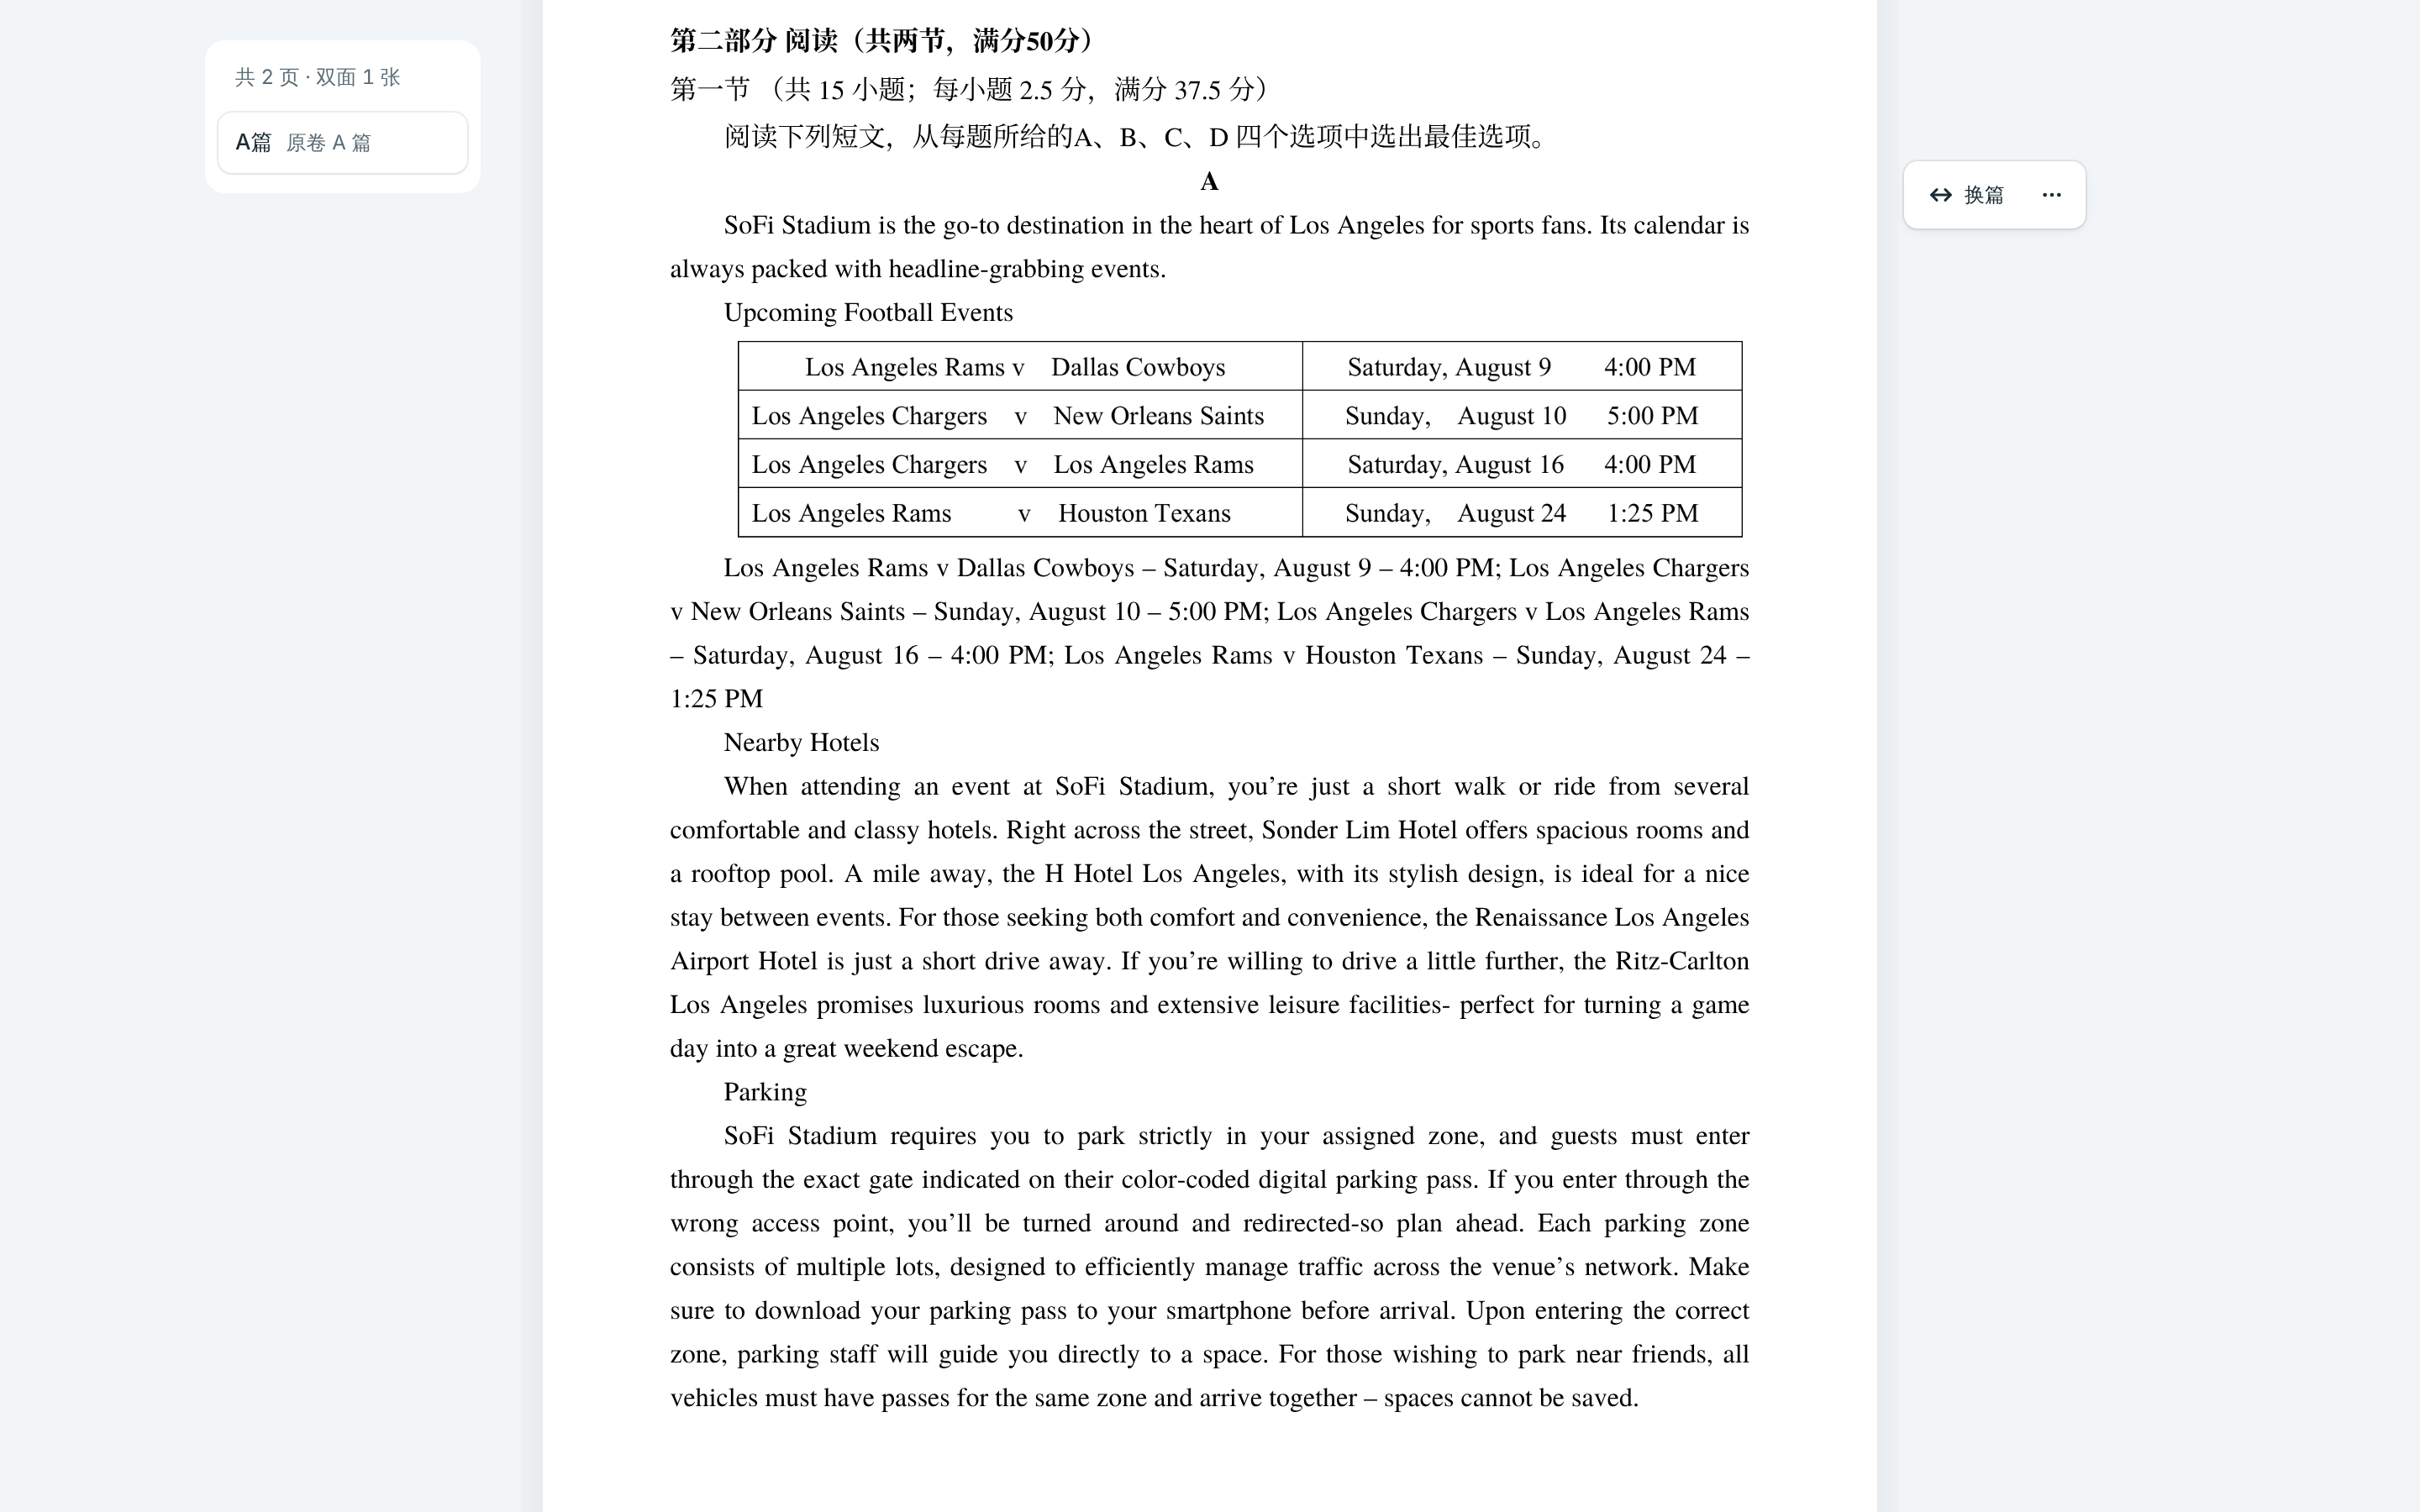 共 2 页 · 双面 1 张
A篇 原卷 A 篇
换篇 ···
第二部分 阅读（共两节，满分50分）
第一节 （共 15 小题；每小题 2.5 分，满分 37.5 分）
阅读下列短文，从每题所给的A、B、C、D 四个选项中选出最佳选项。
A
SoFi Stadium is the go-to destination in the heart of Los Angeles for sports fans. Its calendar is
always packed with headline-grabbing events.
Upcoming Football Events
Los Angeles Rams v Dallas Cowboys Saturday, August 9 4:00 PM
Los Angeles Chargers v New Orleans Saints Sunday, August 10 5:00 PM
Los Angeles Chargers v Los Angeles Rams Saturday, August 16 4:00 PM
Los Angeles Rams v Houston Texans Sunday, August 24 1:25 PM
Los Angeles Rams v Dallas Cowboys – Saturday, August 9 – 4:00 PM; Los Angeles Chargers
v New Orleans Saints – Sunday, August 10 – 5:00 PM; Los Angeles Chargers v Los Angeles Rams
– Saturday, August 16 – 4:00 PM; Los Angeles Rams v Houston Texans – Sunday, August 24 –
1:25 PM
Nearby Hotels
When attending an event at SoFi Stadium, you’re just a short walk or ride from several
comfortable and classy hotels. Right across the street, Sonder Lim Hotel offers spacious rooms and
a rooftop pool. A mile away, the H Hotel Los Angeles, with its stylish design, is ideal for a nice
stay between events. For those seeking both comfort and convenience, the Renaissance Los Angeles
Airport Hotel is just a short drive away. If you’re willing to drive a little further, the Ritz-Carlton
Los Angeles promises luxurious rooms and extensive leisure facilities- perfect for turning a game
day into a great weekend escape.
Parking
SoFi Stadium requires you to park strictly in your assigned zone, and guests must enter
through the exact gate indicated on their color-coded digital parking pass. If you enter through the
wrong access point, you’ll be turned around and redirected-so plan ahead. Each parking zone
consists of multiple lots, designed to efficiently manage traffic across the venue’s network. Make
sure to download your parking pass to your smartphone before arrival. Upon entering the correct
zone, parking staff will guide you directly to a space. For those wishing to park near friends, all
vehicles must have passes for the same zone and arrive together – spaces cannot be saved.